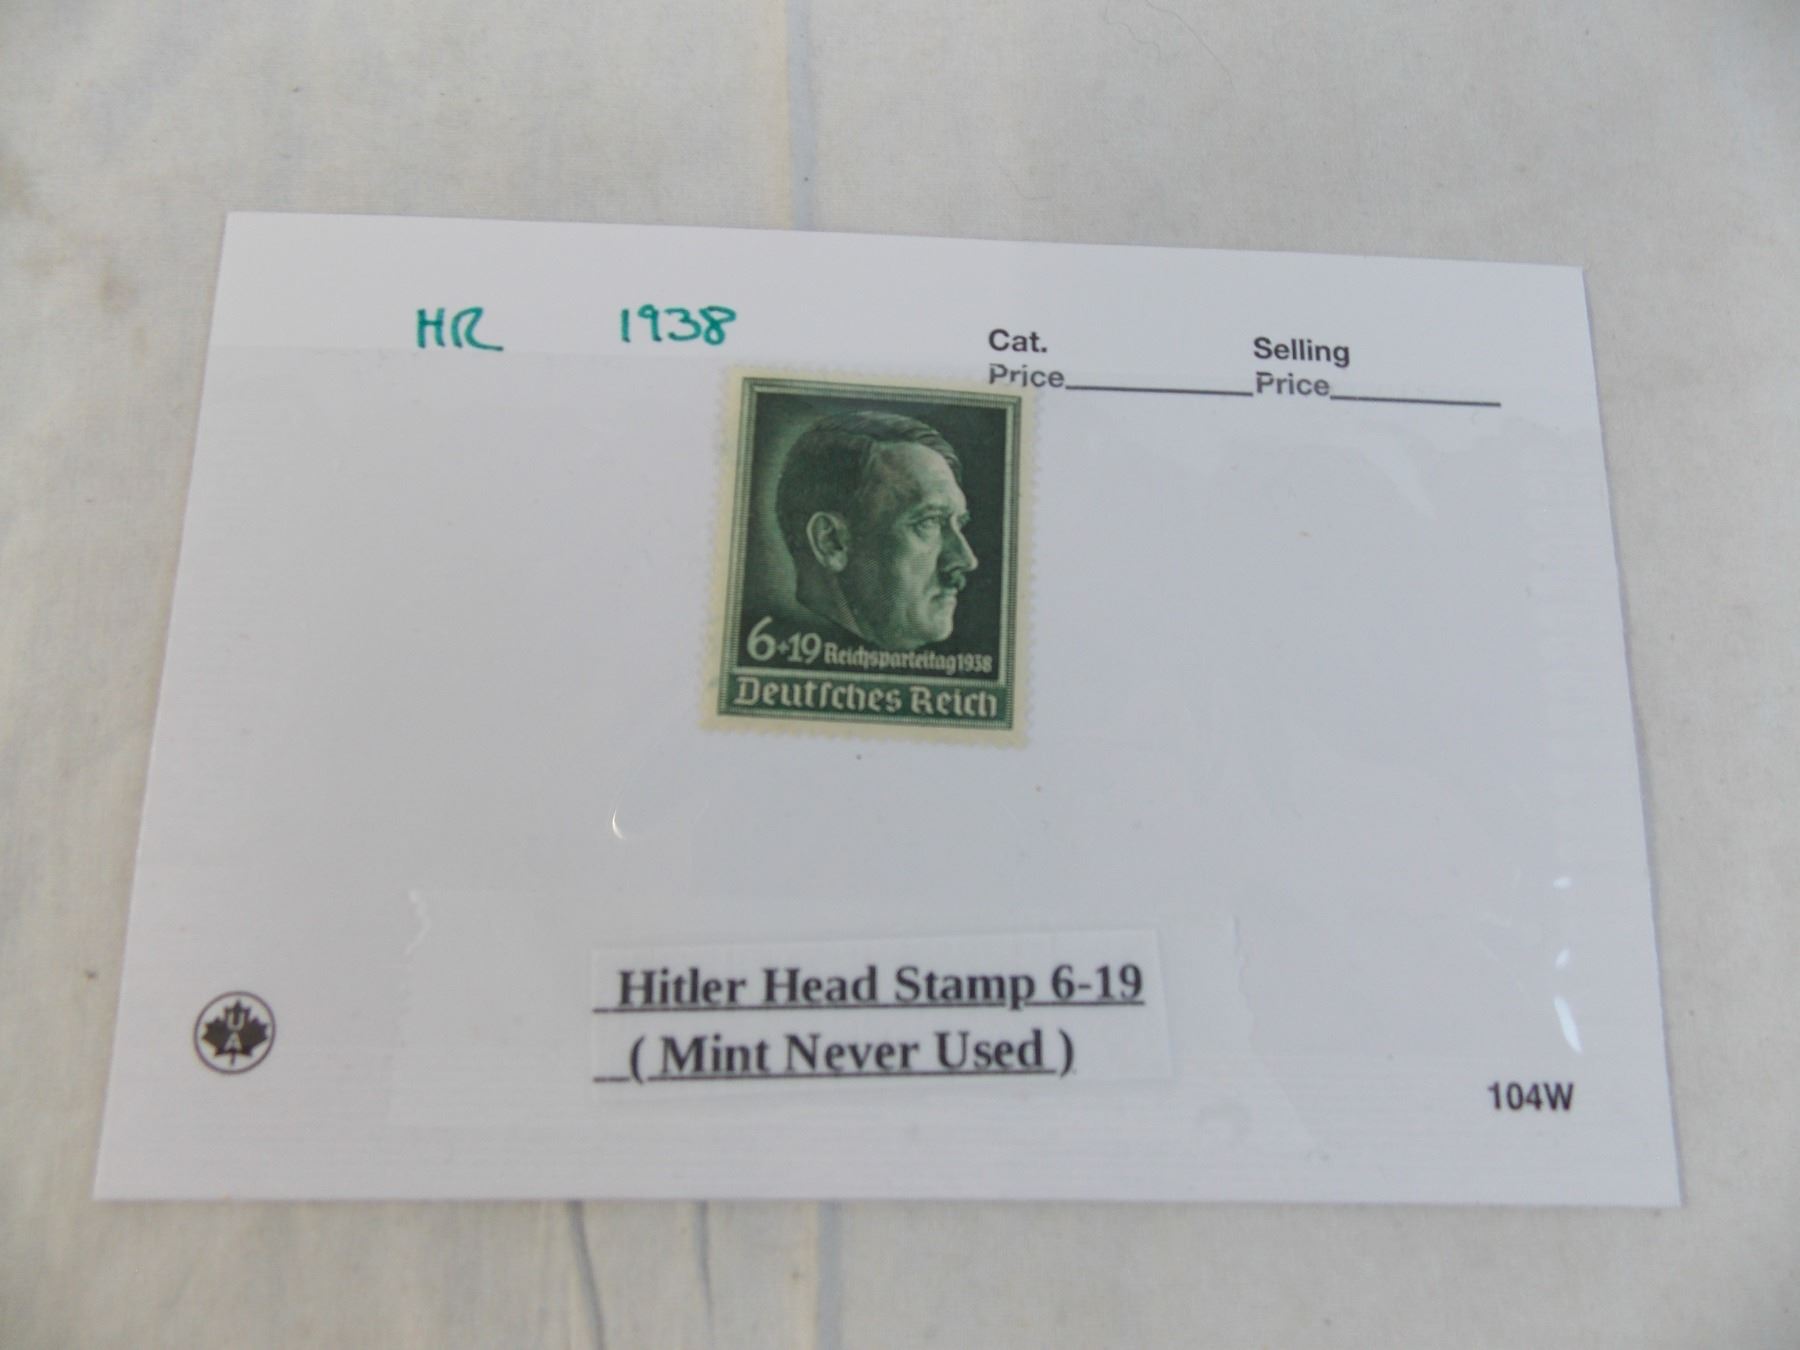 HR 1938
Cat. Selling
Price Price
6+19 Reichsparteitag 1938
Deutſches Reich
Hitler Head Stamp 6-19
( Mint Never Used )
UA
104W